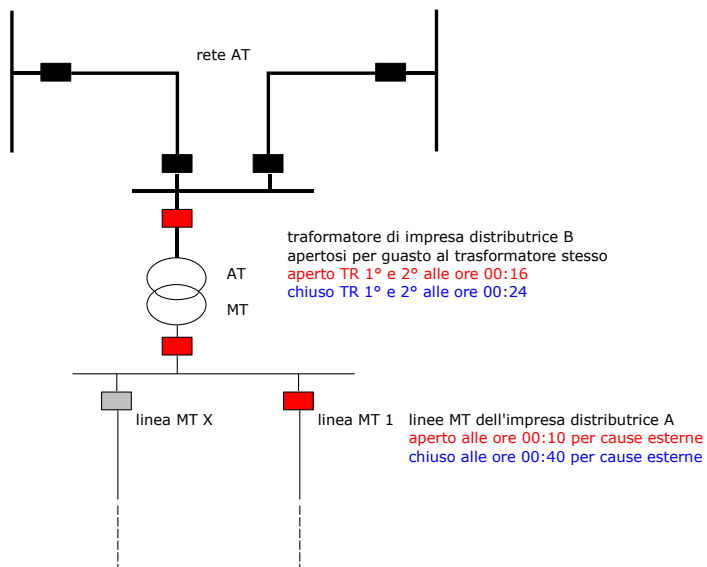 rete AT
traformatore di impresa distributrice B
apertosi per guasto al trasformatore stesso
aperto TR 1° e 2° alle ore 00:16
chiuso TR 1° e 2° alle ore 00:24
AT
MT
linea MT X
linea MT 1
linee MT dell'impresa distributrice A
aperto alle ore 00:10 per cause esterne
chiuso alle ore 00:40 per cause esterne